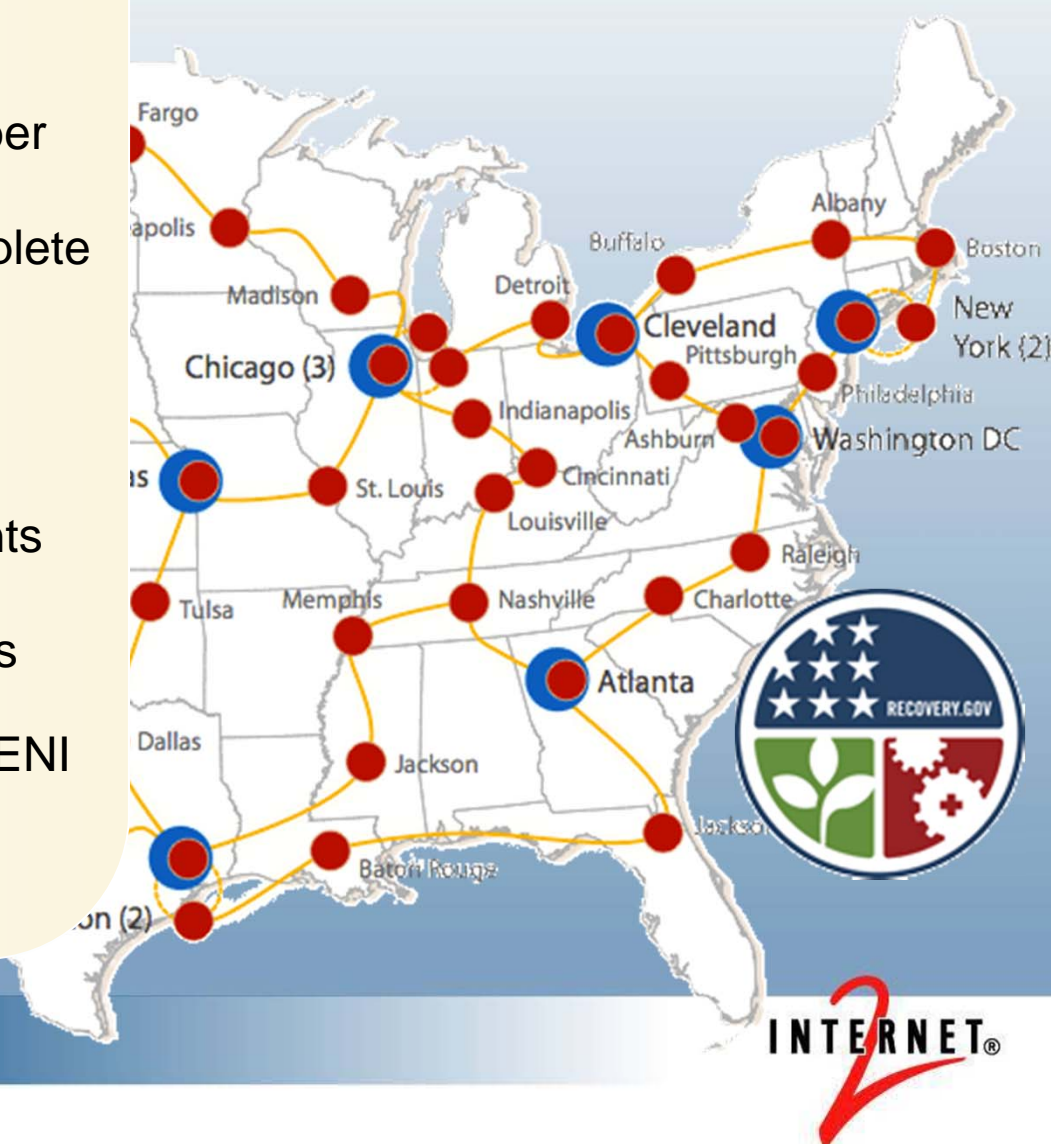 ber
plete
nts
s
ENI
Fargo
apolis
Madison
Chicago (3)
as
St. Louis
Tulsa
Memphis
Dallas
on (2)
Buffalo
Albany
Boston
Detroit
Cleveland
New
York (2)
Pittsburgh
Philadelphia
Indianapolis
Ashburn
Washington DC
Cincinnati
Louisville
Raleigh
Nashville
Charlotte
Atlanta
Jackson
Jackso
Baton Rouge
RECOVERY.GOV
INTERNET®
2